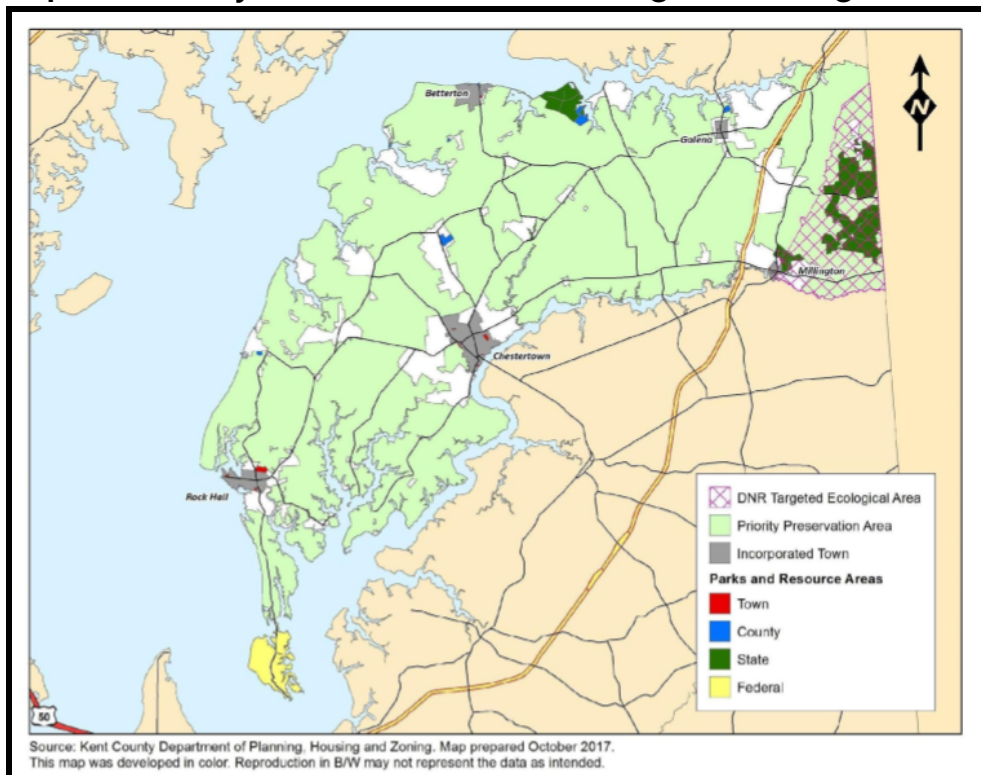 Betterton
Galena
N
Millington
Chestertown
Rock Hall
DNR Targeted Ecological Area
Priority Preservation Area
Incorporated Town
Parks and Resource Areas
Town
County
State
Federal
50
Source: Kent County Department of Planning, Housing and Zoning. Map prepared October 2017.
This map was developed in color. Reproduction in B/W may not represent the data as intended.